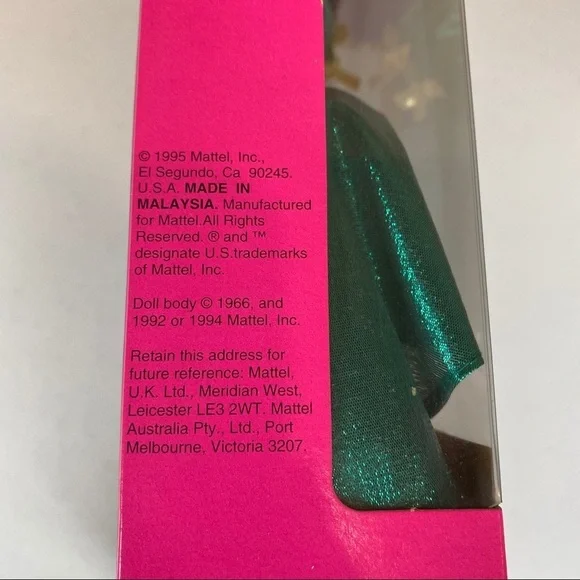 © 1995 Mattel, Inc.,
El Segundo, Ca 90245.
U.S.A. MADE IN
MALAYSIA. Manufactured
for Mattel.All Rights
Reserved. ® and ™
designate U.S.trademarks
of Mattel, Inc.
Doll body © 1966, and
1992 or 1994 Mattel, Inc.
Retain this address for
future reference: Mattel,
U.K. Ltd., Meridian West,
Leicester LE3 2WT. Mattel
Australia Pty., Ltd., Port
Melbourne, Victoria 3207.